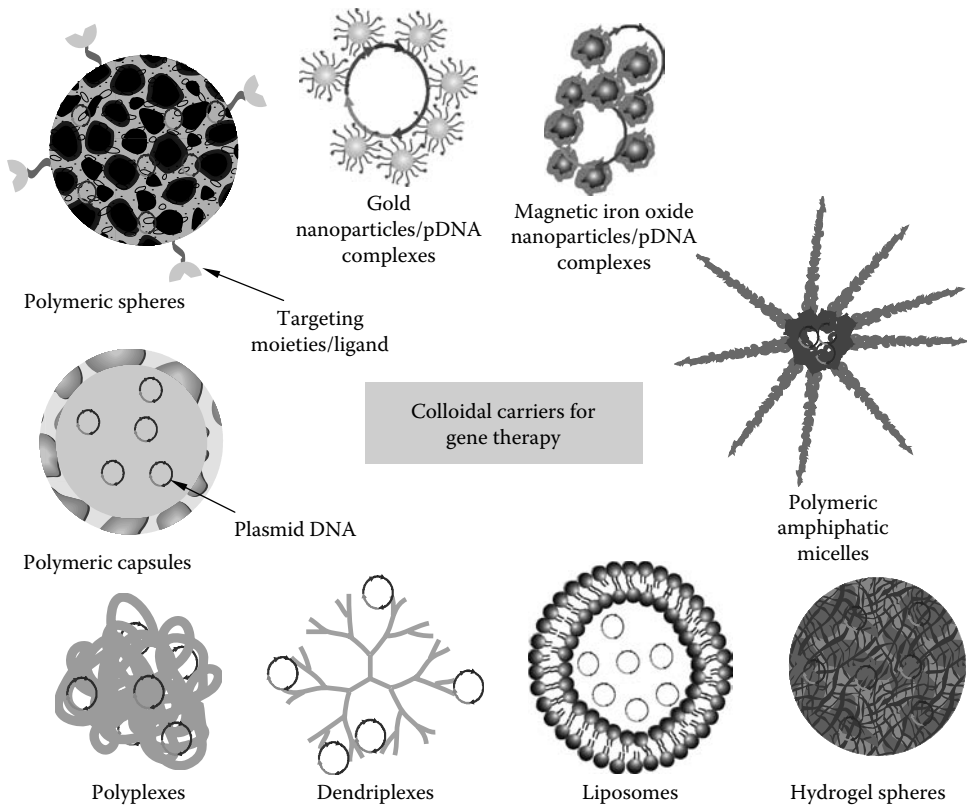 Gold
nanoparticles/pDNA
complexes
Magnetic iron oxide
nanoparticles/pDNA
complexes
Polymeric spheres
Targeting
moieties/ligand
Colloidal carriers for
gene therapy
Plasmid DNA
Polymeric capsules
Polymeric
amphiphatic
micelles
Polyplexes
Dendriplexes
Liposomes
Hydrogel spheres